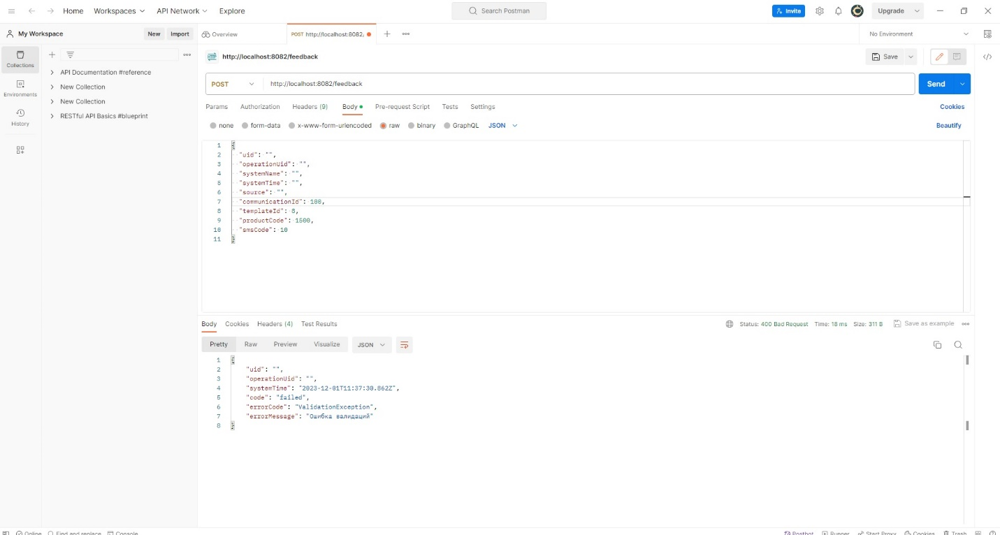 Home Workspaces API Network Explore Search Postman Invite Upgrade
My Workspace New Import Overview POST http://localhost:8082, No Environment
Collections
Environments
History
API Documentation #reference
New Collection
New Collection
RESTful API Basics #blueprint
HTTP http://localhost:8082/feedback Save
POST http://localhost:8082/feedback Send
Params Authorization Headers (9) Body Pre-request Script Tests Settings Cookies
none form-data x-www-form-urlencoded raw binary GraphQL JSON Beautify
1 {
2 "uid": "",
3 "operationUid": "",
4 "systemName": "",
5 "systemTime": "",
6 "source": "",
7 "communicationId": 100,
8 "templateId": 8,
9 "productCode": 1500,
10 "smsCode": 10
11 }
Body Cookies Headers (4) Test Results Status: 400 Bad Request Time: 18 ms Size: 311 B Save as example
Pretty Raw Preview Visualize JSON
1 {
2 "uid": "",
3 "operationUid": "",
4 "systemTime": "2023-12-01T11:37:30.862Z",
5 "code": "failed",
6 "errorCode": "ValidationException",
7 "errorMessage": "Ошибка валидаций"
8 }
Online Find and replace Console Postbot Runner Start Proxy Cookies Trash